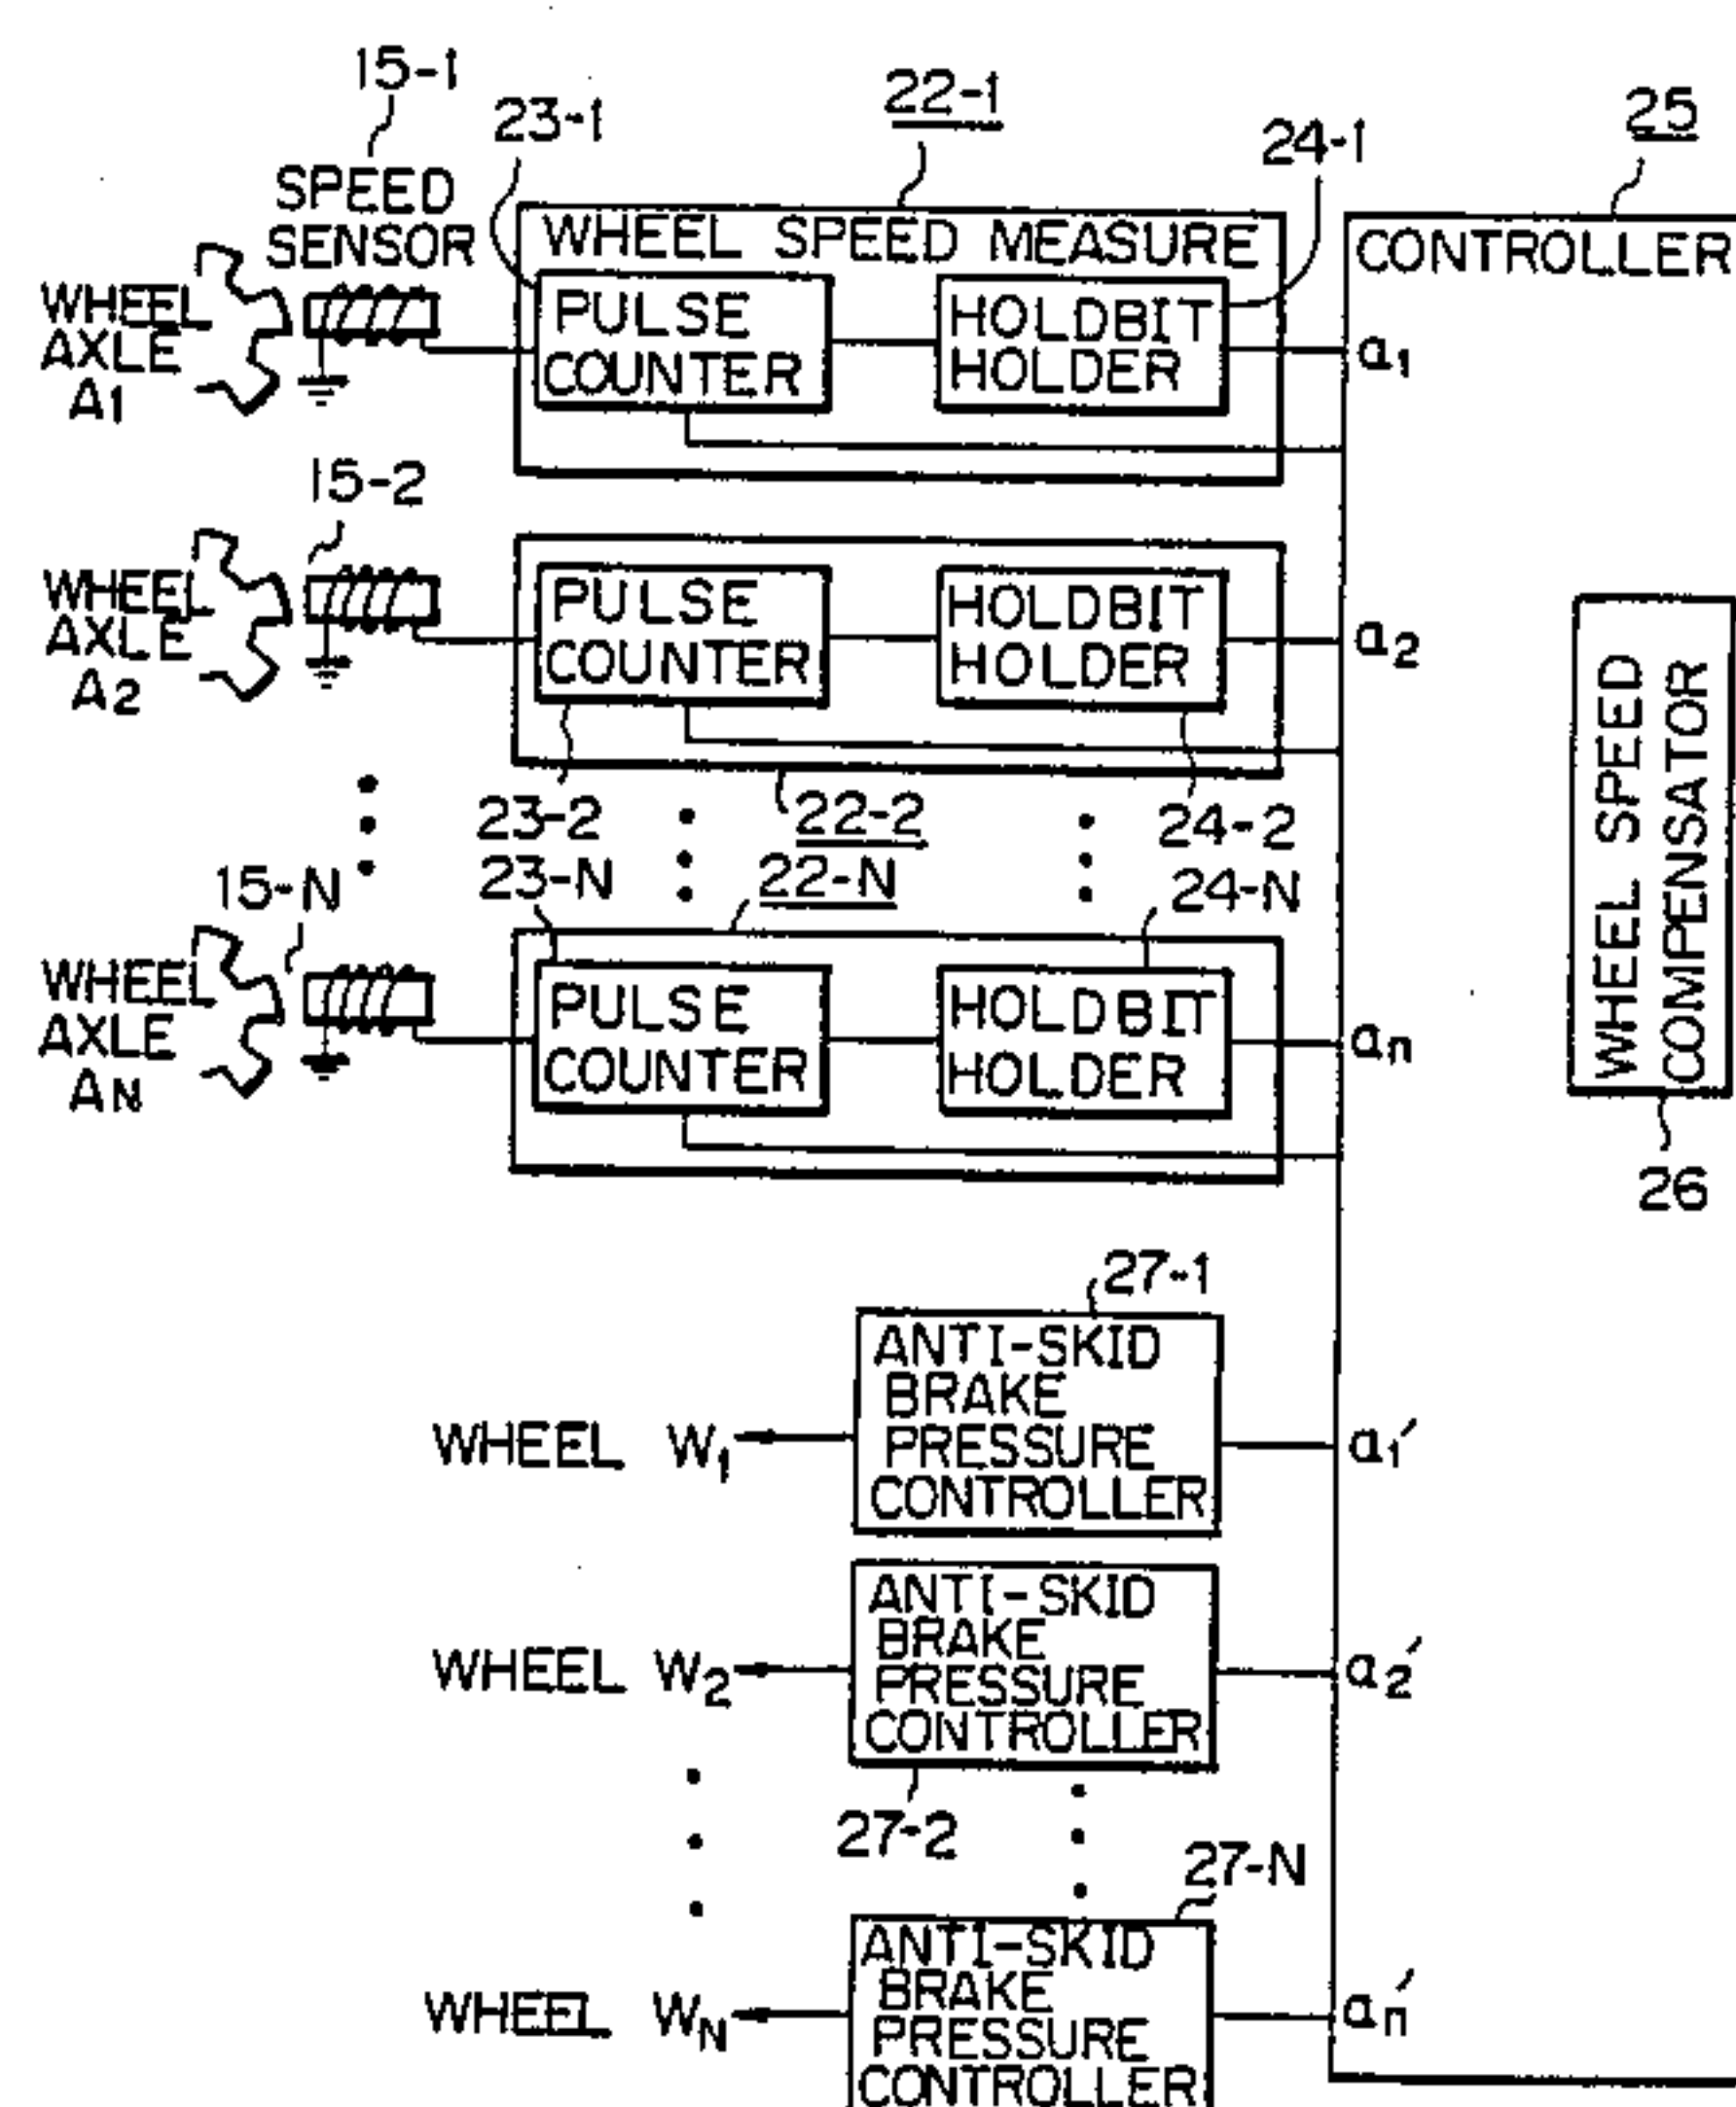 15-1
23-1
22-1
24-1
25
SPEED
SENSOR
WHEEL SPEED MEASURE
CONTROLLER
WHEEL
AXLE
A1
PULSE
COUNTER
HOLDBIT
HOLDER
a1
15-2
WHEEL
AXLE
A2
PULSE
COUNTER
HOLDBIT
HOLDER
a2
WHEEL SPEED
COMPENSATOR
26
23-2
22-2
24-2
15-N
23-N
22-N
24-N
WHEEL
AXLE
AN
PULSE
COUNTER
HOLDBIT
HOLDER
an
27-1
ANTI-SKID
BRAKE
PRESSURE
CONTROLLER
WHEEL W1
a1'
ANTI-SKID
BRAKE
PRESSURE
CONTROLLER
WHEEL W2
a2'
27-2
27-N
ANTI-SKID
BRAKE
PRESSURE
CONTROLLER
WHEEL WN
an'